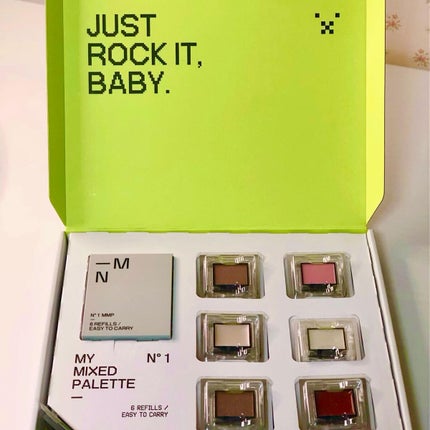 JUST
ROCK IT,
BABY.
—M
N
N° 1 MMP
—
6 REFILLS /
EASY TO CARRY
MY N° 1
MIXED
PALETTE
—
6 REFILLS /
EASY TO CARRY